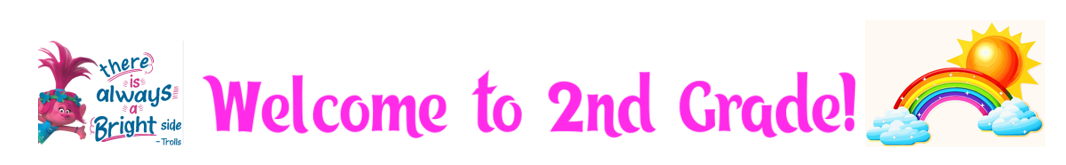 there
is
always
a
Bright side
- Trolls
Welcome to 2nd Grade!